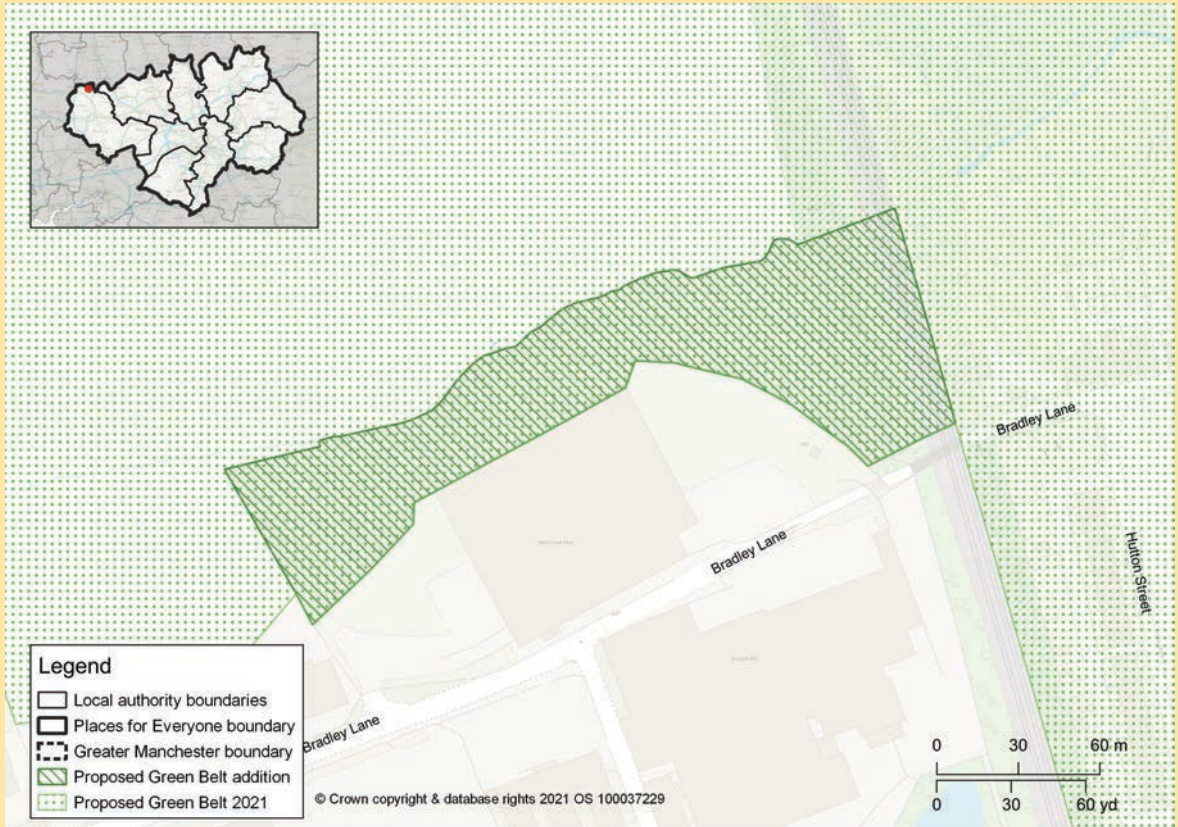 Bradley Lane
Hutton Street
Bradley Lane
Bradley Lane
Legend
Local authority boundaries
Places for Everyone boundary
Greater Manchester boundary
Proposed Green Belt addition
Proposed Green Belt 2021
© Crown copyright & database rights 2021 OS 100037229
0 30 60 m
0 30 60 yd